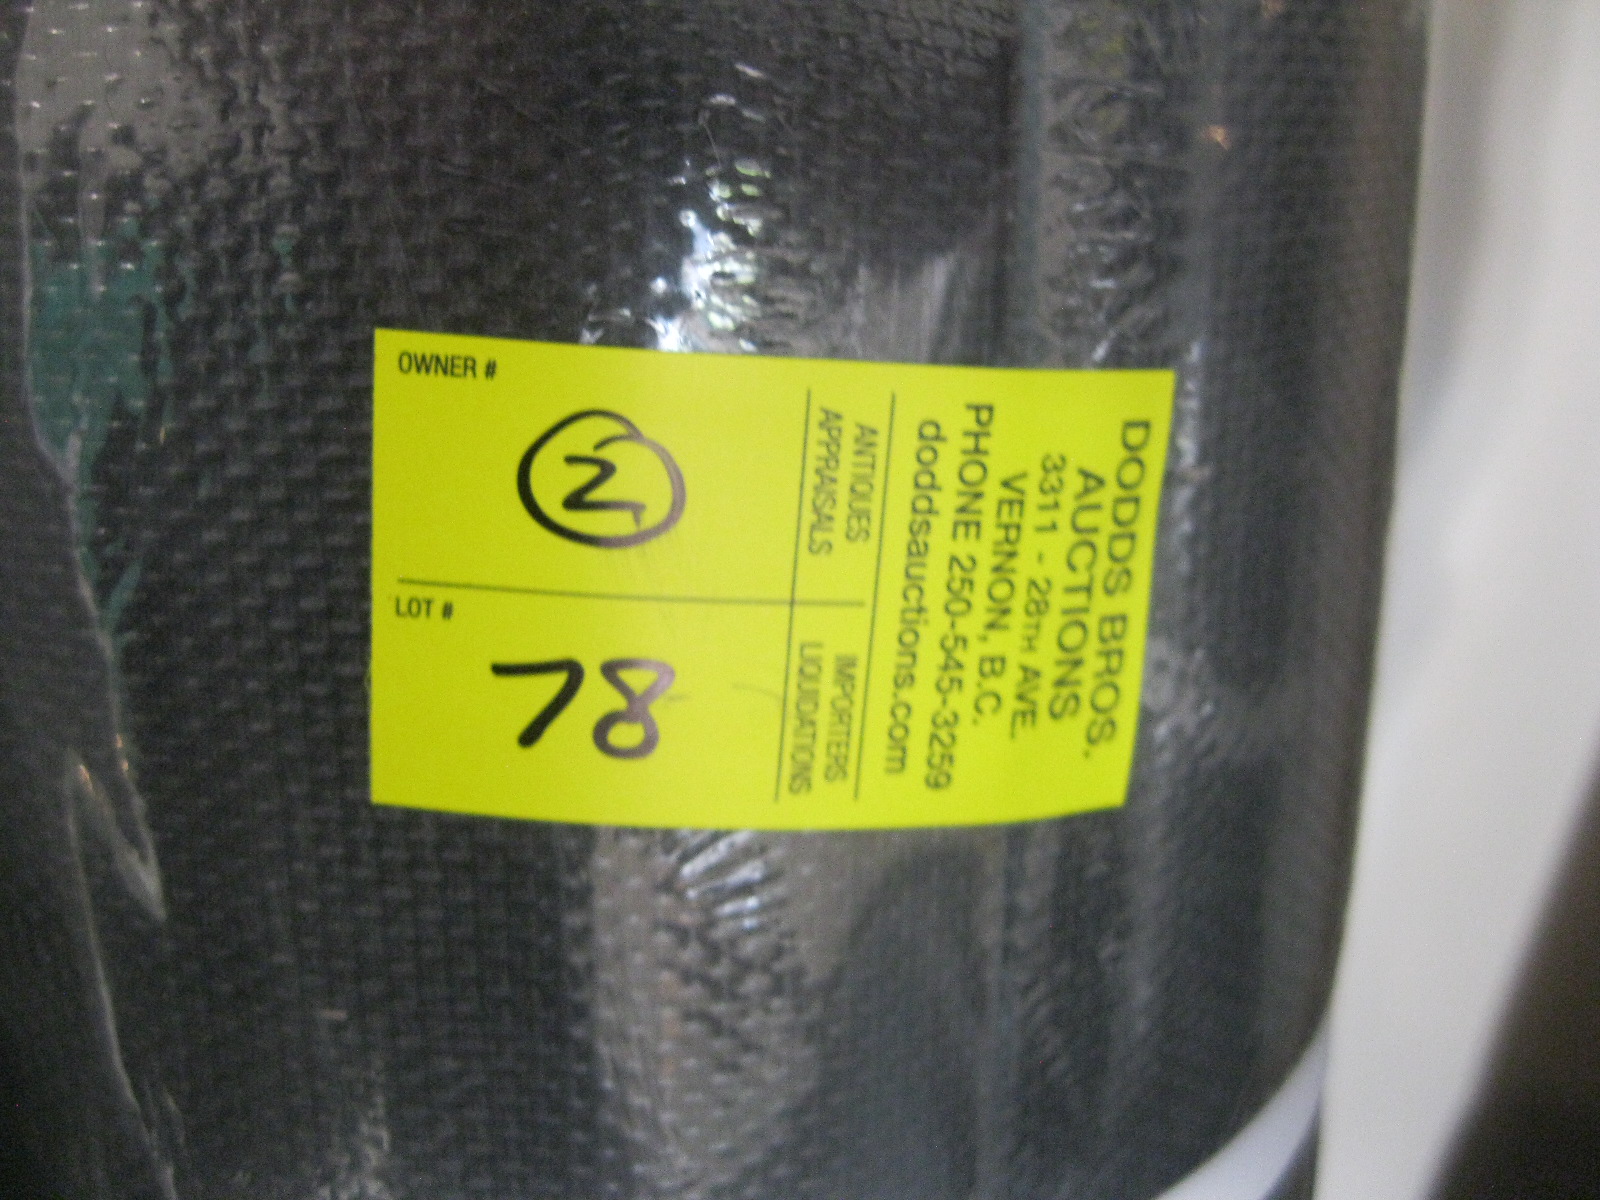 DODDS BROS.
AUCTIONS
3311 - 28TH AVE.
VERNON, B.C.
PHONE 250-545-3259
doddsauctions.com
ANTIQUES IMPORTERS
APPRAISALS LIQUIDATIONS
OWNER #
LOT #
78